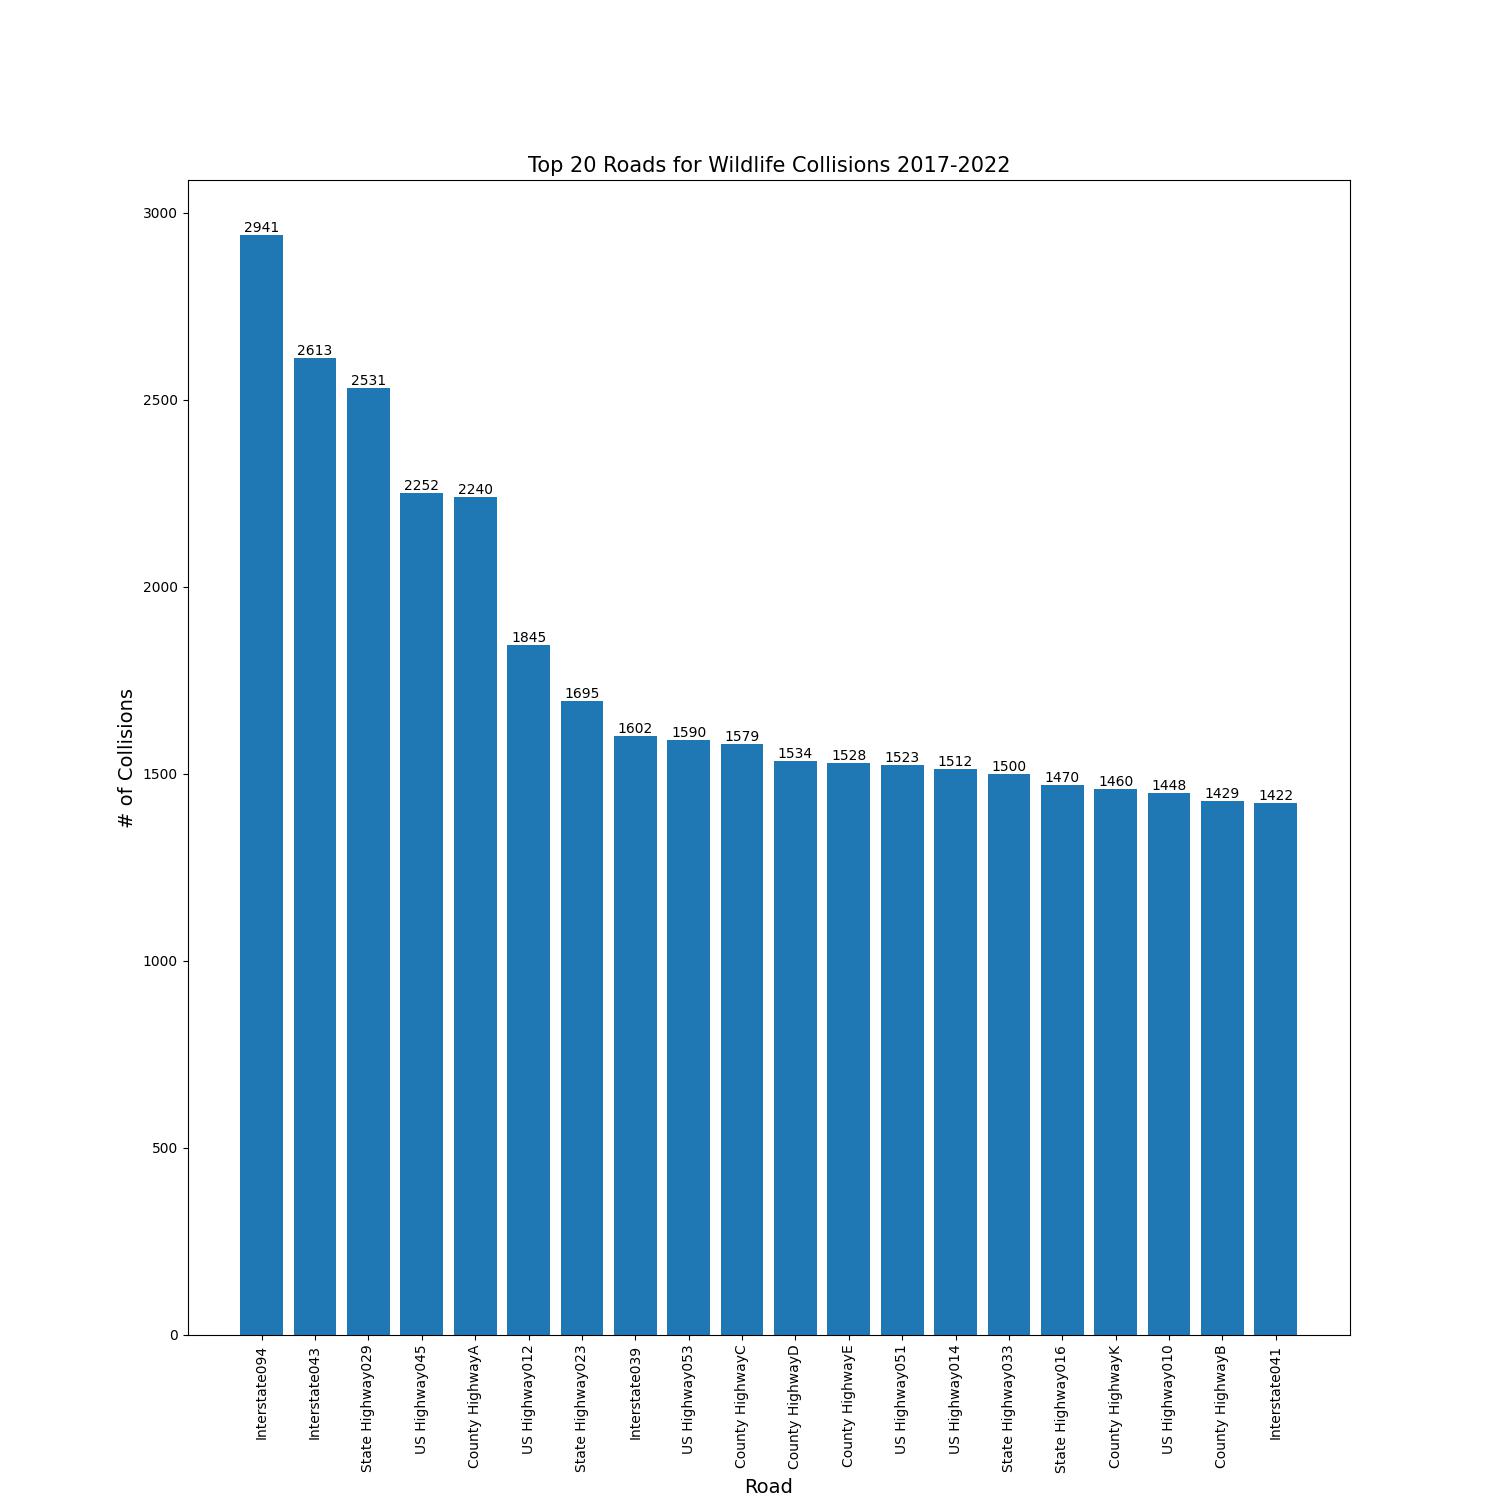 Top 20 Roads for Wildlife Collisions 2017-2022
# of Collisions
3000
2500
2000
1500
1000
500
0
2941
2613
2531
2252
2240
1845
1695
1602
1590
1579
1534
1528
1523
1512
1500
1470
1460
1448
1429
1422
Interstate094
Interstate043
State Highway029
US Highway045
County HighwayA
US Highway012
State Highway023
Interstate039
US Highway053
County HighwayC
County HighwayD
County HighwayE
US Highway051
US Highway014
State Highway033
State Highway016
County HighwayK
US Highway010
County HighwayB
Interstate041
Road